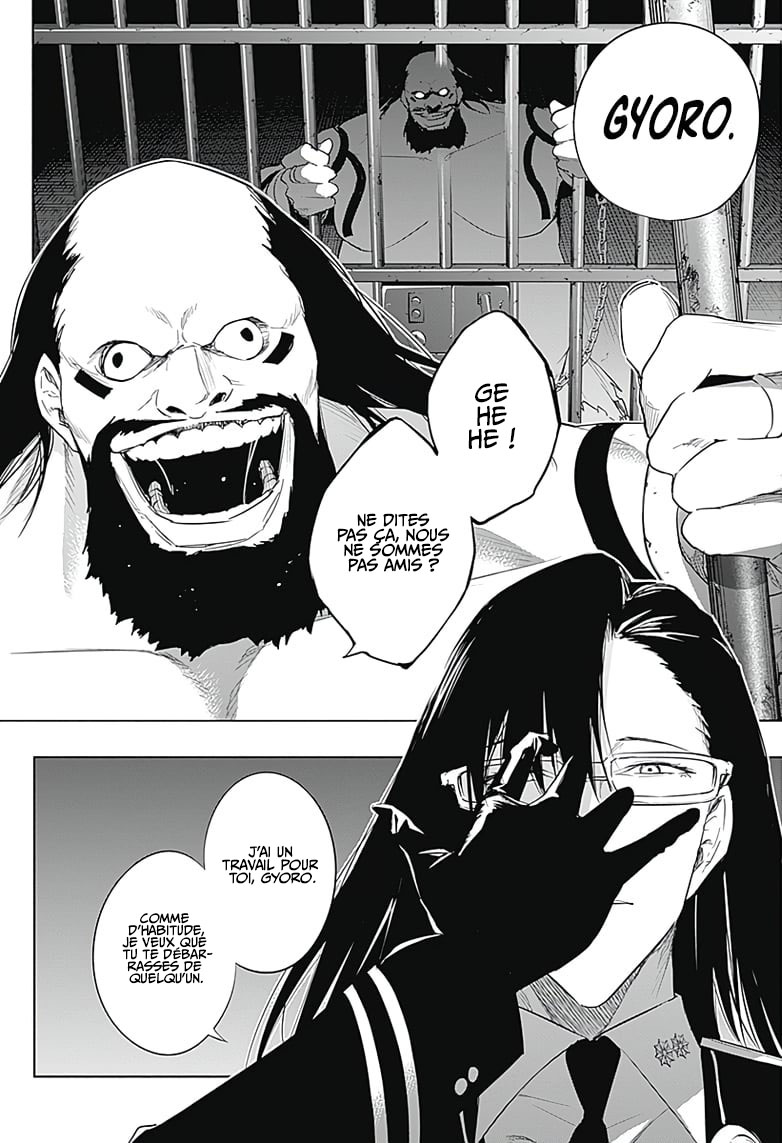 GYORO.
GE
HE
HE !
NE DITES
PAS ÇA, NOUS
NE SOMMES
PAS AMIS ?
J'AI UN
TRAVAIL POUR
TOI, GYORO.
COMME
D'HABITUDE,
JE VEUX QUE
TU TE DÉBAR-
RASSES DE
QUELQU'UN.